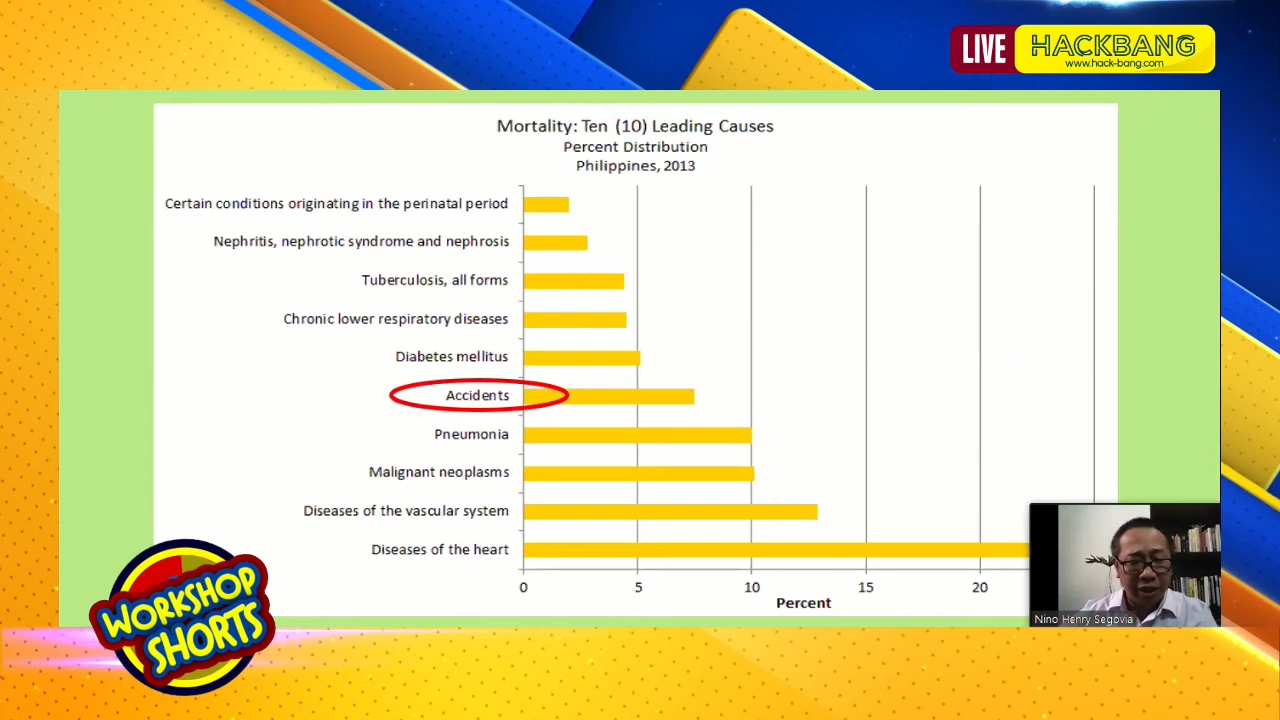 LIVE HACKBANG
www.hack-bang.com
Mortality: Ten (10) Leading Causes
Percent Distribution
Philippines, 2013
Certain conditions originating in the perinatal period
Nephritis, nephrotic syndrome and nephrosis
Tuberculosis, all forms
Chronic lower respiratory diseases
Diabetes mellitus
Accidents
Pneumonia
Malignant neoplasms
Diseases of the vascular system
Diseases of the heart
0 5 10 15 20
Percent
Nino Henry Segovia
WORKSHOP
SHORTS